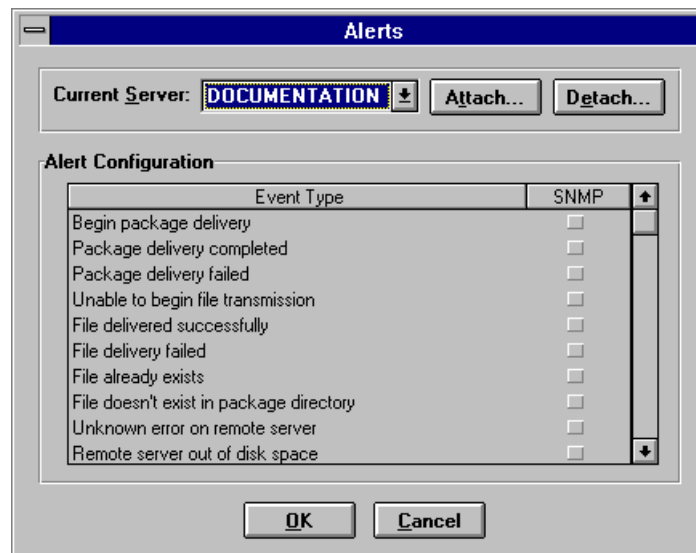 Alerts
Current Server: DOCUMENTATION Attach... Detach...
Alert Configuration
Event Type SNMP
Begin package delivery
Package delivery completed
Package delivery failed
Unable to begin file transmission
File delivered successfully
File delivery failed
File already exists
File doesn't exist in package directory
Unknown error on remote server
Remote server out of disk space
OK Cancel